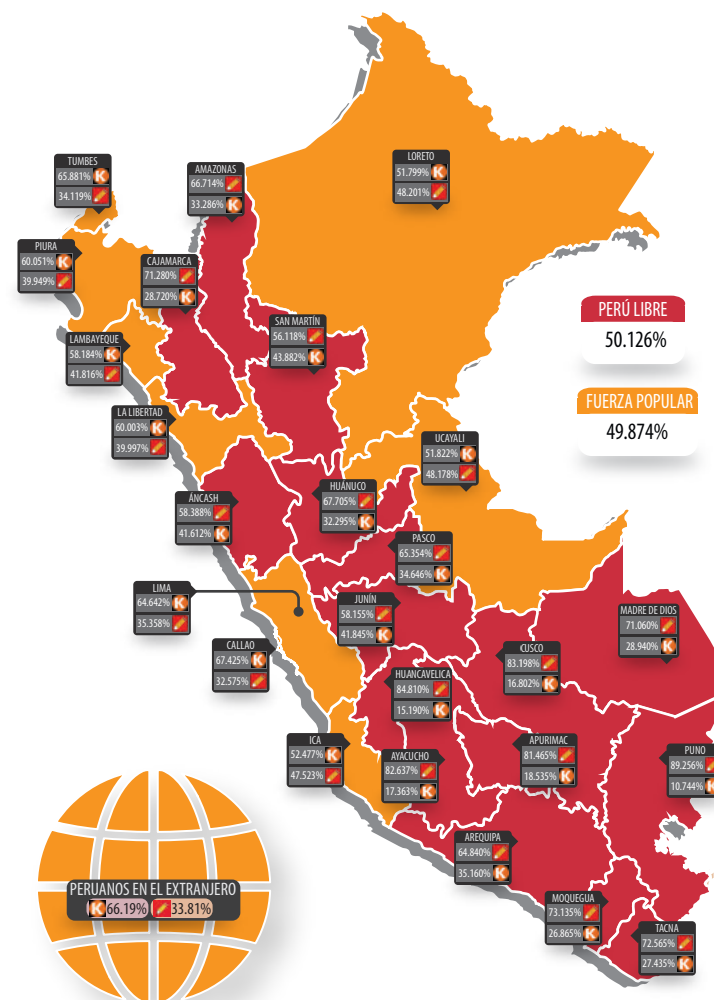 TUMBES
65.881% K
34.119%
PIURA
60.051% K
39.949%
AMAZONAS
66.714%
33.286% K
LORETO
51.799% K
48.201%
CAJAMARCA
71.280%
28.720% K
LAMBAYEQUE
58.184% K
41.816%
SAN MARTÍN
56.118%
43.882% K
PERÚ LIBRE
50.126%
FUERZA POPULAR
49.874%
LA LIBERTAD
60.003% K
39.997%
UCAYALI
51.822% K
48.178%
ÁNCASH
58.388%
41.612% K
HUÁNUCO
67.705%
32.295% K
PASCO
65.354%
34.646% K
LIMA
64.642% K
35.358%
JUNÍN
58.155%
41.845% K
MADRE DE DIOS
71.060%
28.940% K
CALLAO
67.425% K
32.575%
CUSCO
83.198%
16.802% K
HUANCAVELICA
84.810%
15.190% K
ICA
52.477% K
47.523%
AYACUCHO
82.637%
17.363% K
APURIMAC
81.465%
18.535% K
PUNO
89.256%
10.744% K
AREQUIPA
64.840%
35.160% K
MOQUEGUA
73.135%
26.865% K
TACNA
72.565%
27.435% K
PERUANOS EN EL EXTRANJERO
K 66.19% 33.81%